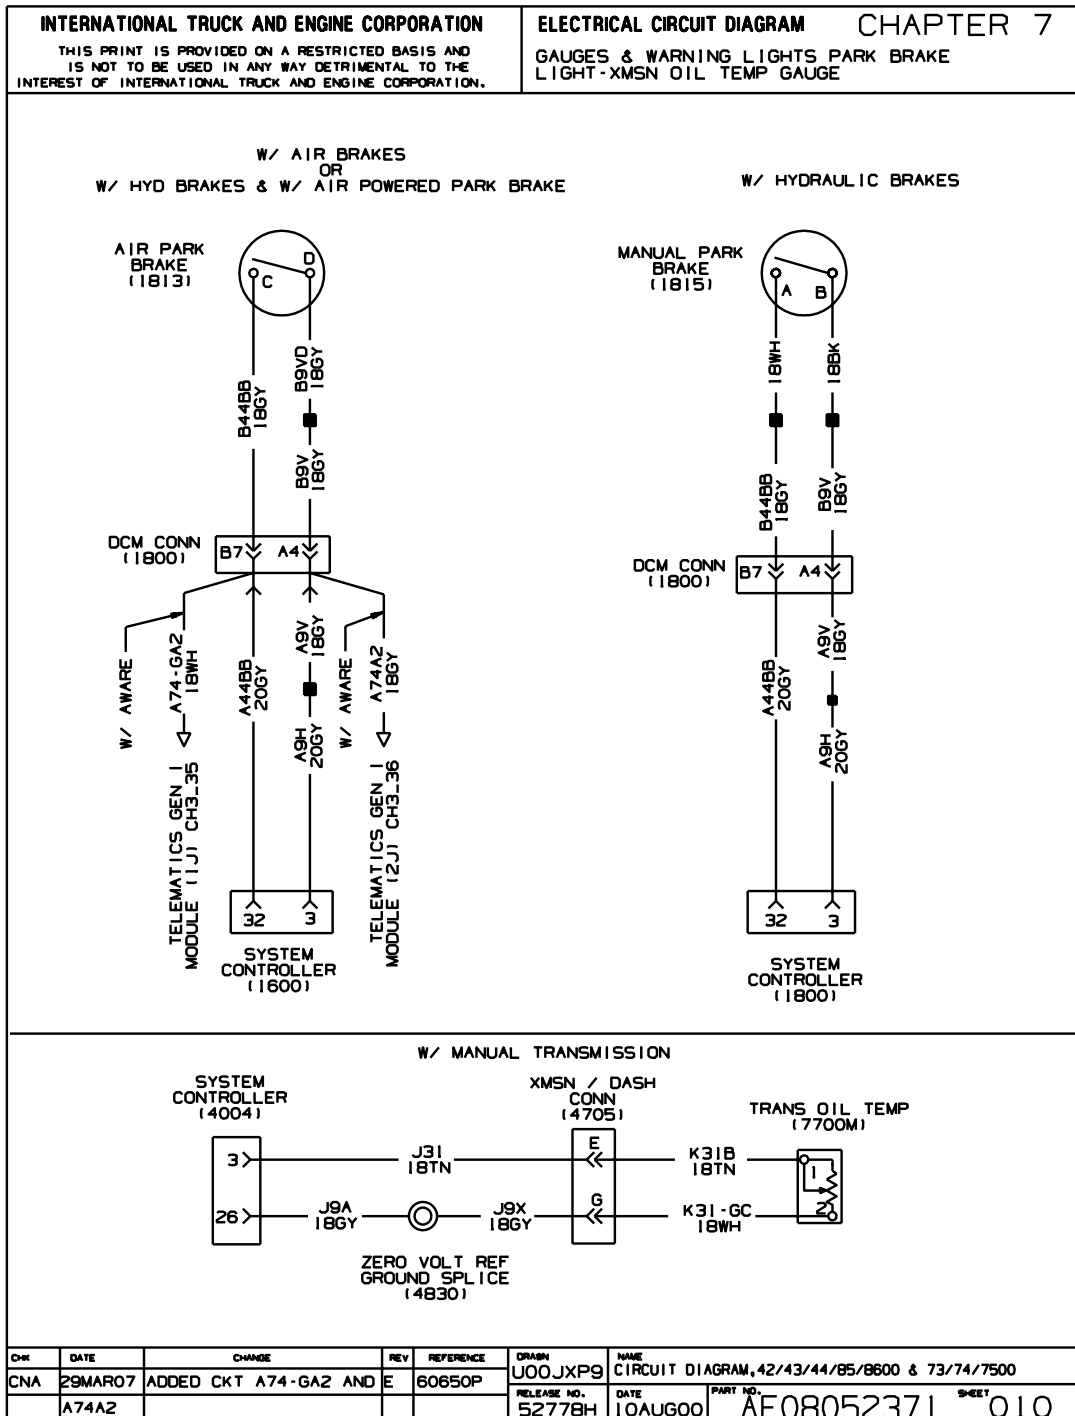 INTERNATIONAL TRUCK AND ENGINE CORPORATION
THIS PRINT IS PROVIDED ON A RESTRICTED BASIS AND
IS NOT TO BE USED IN ANY WAY DETRIMENTAL TO THE
INTEREST OF INTERNATIONAL TRUCK AND ENGINE CORPORATION.
ELECTRICAL CIRCUIT DIAGRAM CHAPTER 7
GAUGES & WARNING LIGHTS PARK BRAKE
LIGHT-XMSN OIL TEMP GAUGE
W/ AIR BRAKES
OR
W/ HYD BRAKES & W/ AIR POWERED PARK BRAKE
AIR PARK
BRAKE
(1813)
C
D
B44BB
18GY
B9VD
18GY
B9V
18GY
DCM CONN
(1800)
B7
A4
W/ AWARE
A74-GA2
18WH
A44BB
20GY
A9V
18GY
A9H
20GY
W/ AWARE
A74A2
18GY
TELEMATICS GEN I
MODULE (1J) CH3_35
TELEMATICS GEN I
MODULE (2J) CH3_36
32
3
SYSTEM
CONTROLLER
(1600)
W/ HYDRAULIC BRAKES
MANUAL PARK
BRAKE
(1815)
A
B
18WH
18BK
B44BB
18GY
B9V
18GY
DCM CONN
(1800)
B7
A4
A44BB
20GY
A9V
18GY
A9H
20GY
32
3
SYSTEM
CONTROLLER
(1800)
W/ MANUAL TRANSMISSION
SYSTEM
CONTROLLER
(4004)
3
26
J31
18TN
J9A
18GY
J9X
18GY
ZERO VOLT REF
GROUND SPLICE
(4830)
XMSN / DASH
CONN
(4705)
E
G
K31B
18TN
K31-GC
18WH
TRANS OIL TEMP
(7700M)
1
2
CHK DATE CHANGE REV REFERENCE
CNA 29MAR07 ADDED CKT A74-GA2 AND E 60650P
A74A2
DRAWN
U00JXP9
NAME
CIRCUIT DIAGRAM,42/43/44/85/8600 & 73/74/7500
RELEASE NO.
52778H
DATE
10AUG00
PART NO.
AE08052371
SHEET
010